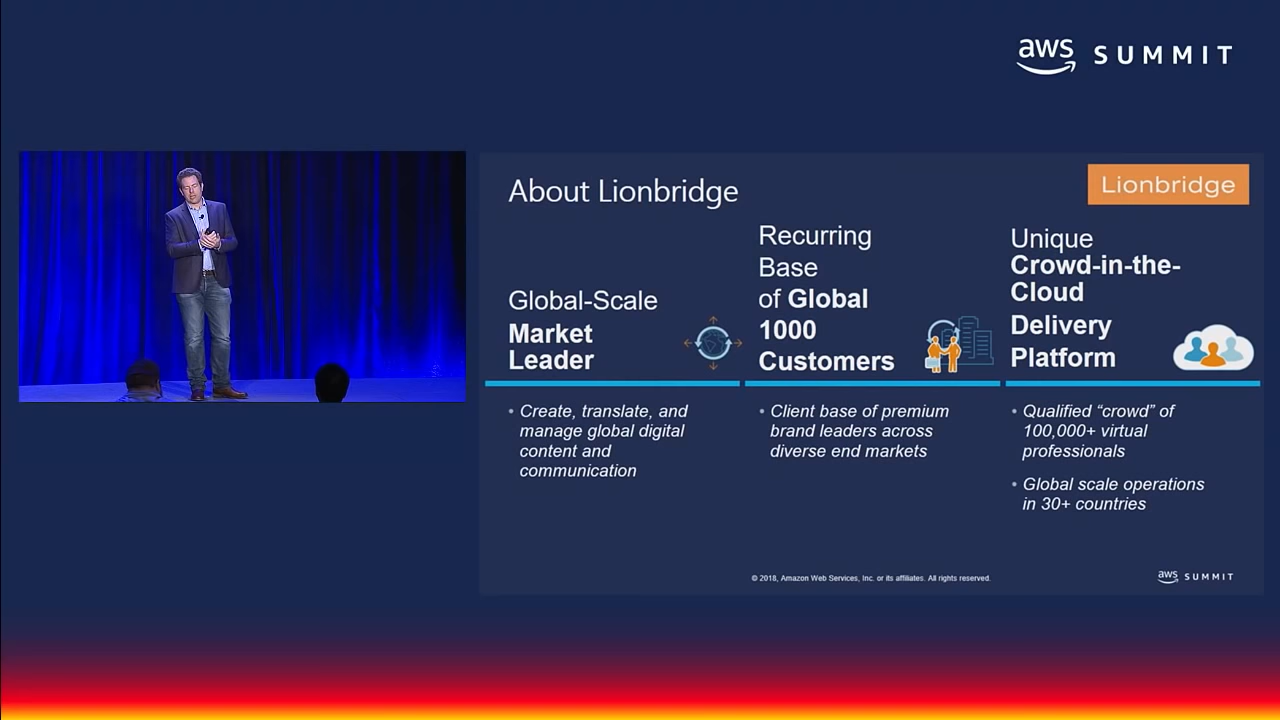 aws SUMMIT
About Lionbridge
Lionbridge
Global-Scale
Market
Leader
Recurring
Base
of Global
1000
Customers
Unique
Crowd-in-the-
Cloud
Delivery
Platform
• Create, translate, and
manage global digital
content and
communication
• Client base of premium
brand leaders across
diverse end markets
• Qualified “crowd” of
100,000+ virtual
professionals
• Global scale operations
in 30+ countries
© 2018, Amazon Web Services, Inc. or its affiliates. All rights reserved.
aws SUMMIT